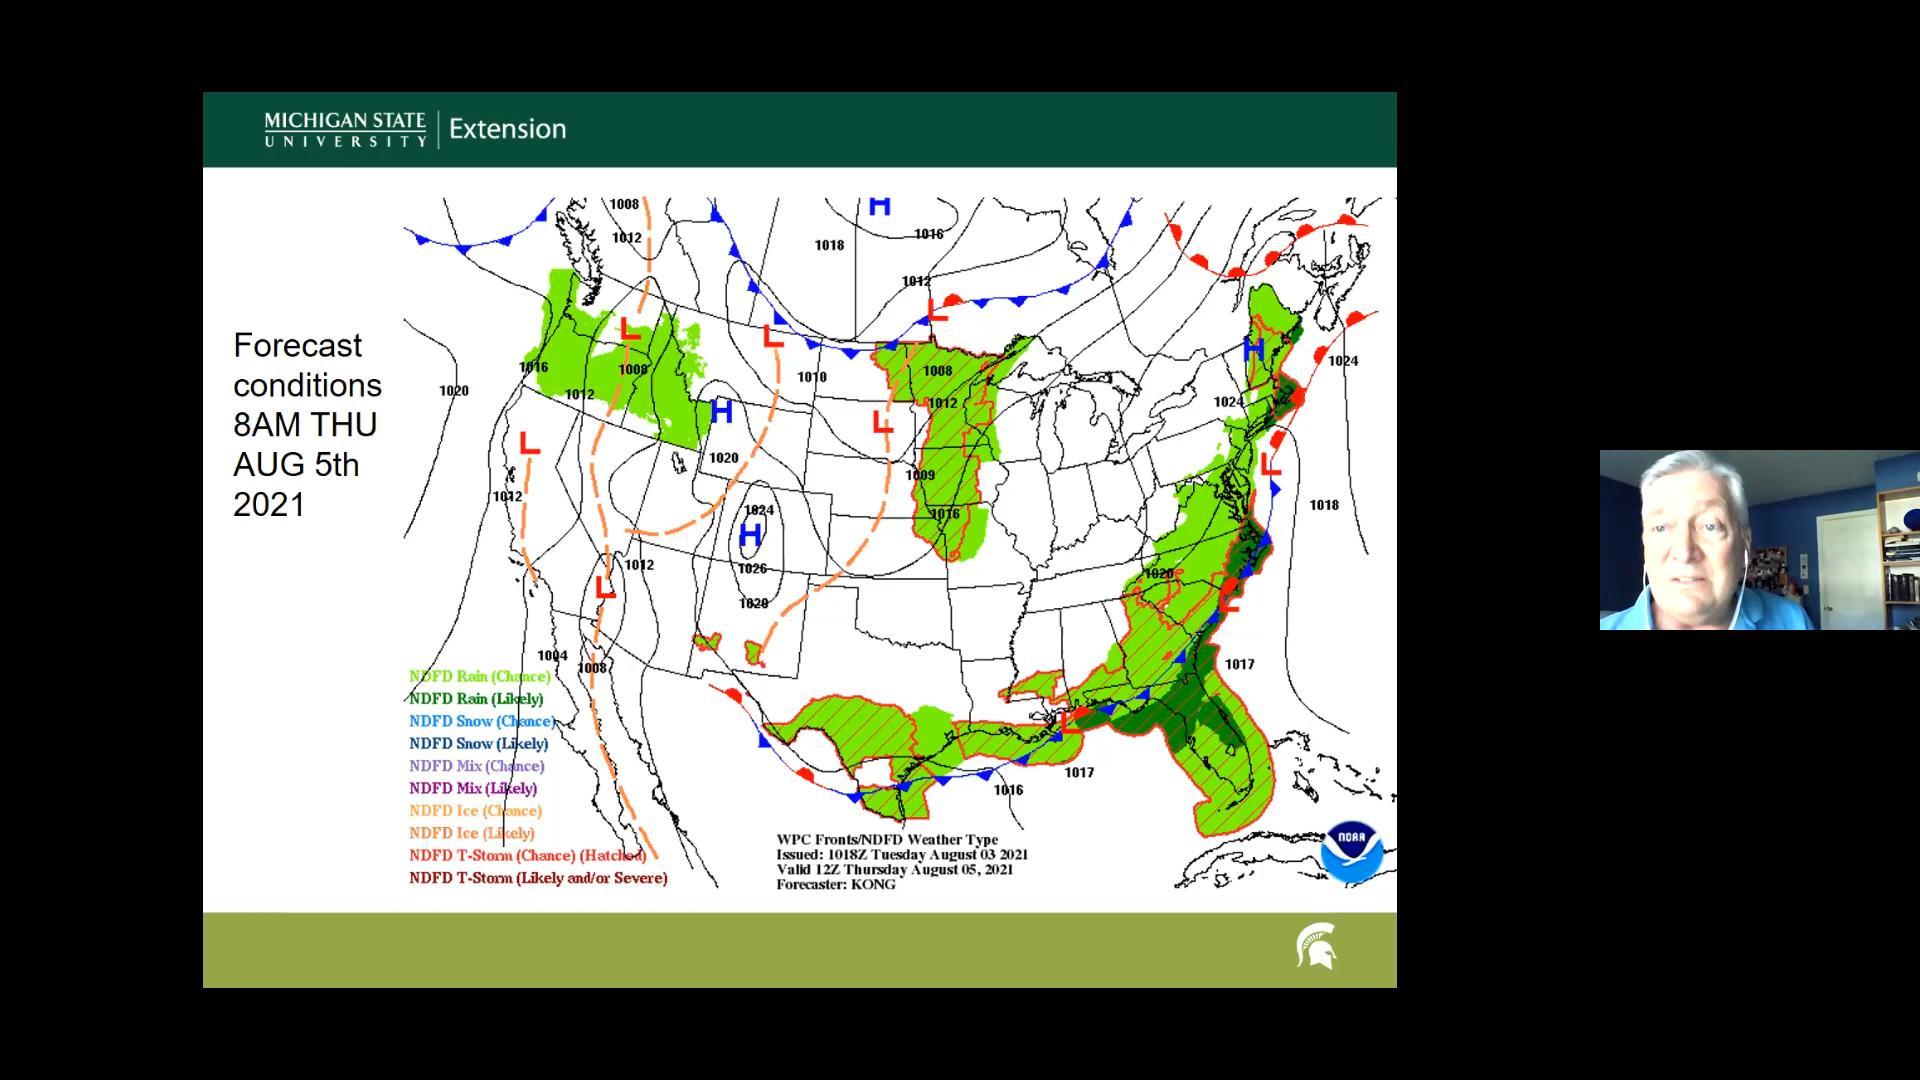 MICHIGAN STATE
UNIVERSITY
Extension
Forecast
conditions
8AM THU
AUG 5th
2021
1008
H
1012
1018
1016
1012
L
L
L
1016
1008
1012
1020
1010
1008
1012
H
1024
1024
H
L
L
1020
1009
L
1012
1024
1016
1018
H
1026
1012
1020
L
1020
L
1004
1008
1017
L
1017
1016
NDFD Rain (Chance)
NDFD Rain (Likely)
NDFD Snow (Chance)
NDFD Snow (Likely)
NDFD Mix (Chance)
NDFD Mix (Likely)
NDFD Ice (Chance)
NDFD Ice (Likely)
NDFD T-Storm (Chance) (Hatched)
NDFD T-Storm (Likely and/or Severe)
WPC Fronts/NDFD Weather Type
Issued: 1018Z Tuesday August 03 2021
Valid 12Z Thursday August 05, 2021
Forecaster: KONG
NOAA